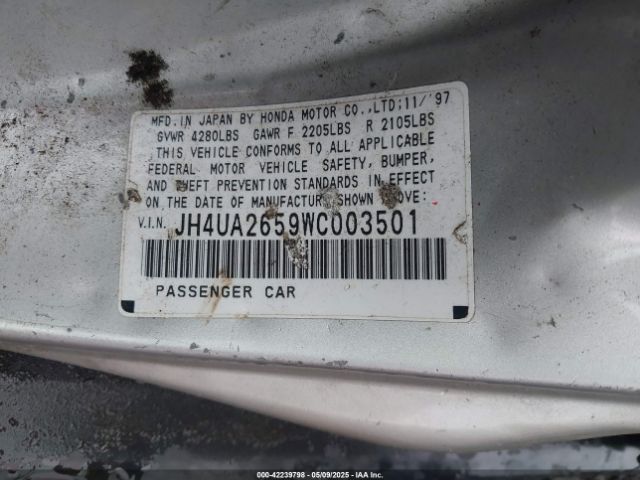 MFD. IN JAPAN BY HONDA MOTOR CO.,LTD;11/'97
GVWR 4280LBS GAWR F 2205LBS R 2105LBS
THIS VEHICLE CONFORMS TO ALL APPLICABLE
FEDERAL MOTOR VEHICLE SAFETY, BUMPER,
AND THEFT PREVENTION STANDARDS IN EFFECT
ON THE DATE OF MANUFACTURE SHOWN ABOVE:
V.I.N. JH4UA2659WC003501
PASSENGER CAR
000-42239798 - 05/09/2025 - IAA Inc.